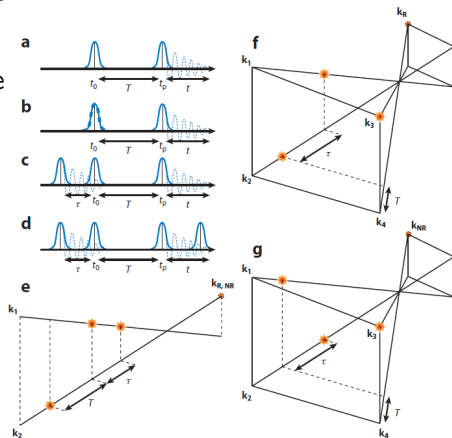 a
t0 T tp t
b
t0 T tp t
c
τ t0 T tp t
d
τ t0 T tp t
e
k1
kR, NR
T τ
k2
f
kR
k1
k3
τ
k2
T
k4
g
kNR
k1
k3
τ
k2
T
k4
e